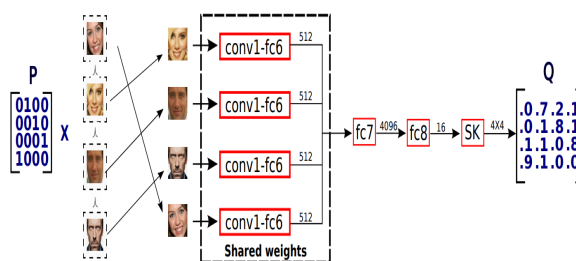 P
0100
0010
0001
1000
X
conv1-fc6
512
conv1-fc6
512
conv1-fc6
512
conv1-fc6
512
Shared weights
fc7
4096
fc8
16
SK
4X4
Q
.0.7.2.1
.0.1.8.1
.1.1.0.8
.9.1.0.0